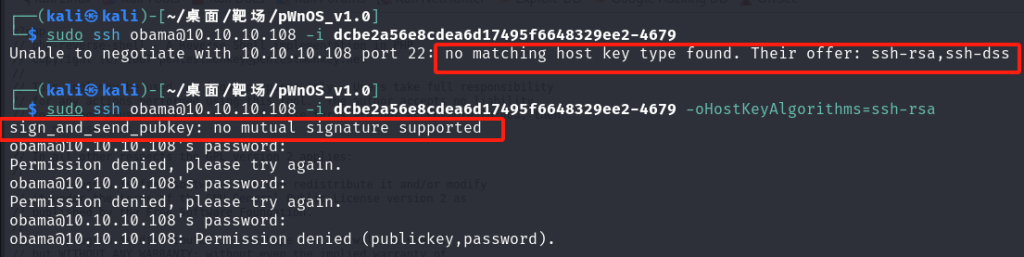 ┌──(kali㉿kali)-[~/桌面/靶场/pWnOS_v1.0]
└─$ sudo ssh obama@10.10.10.108 -i dcbe2a56e8cdea6d17495f6648329ee2-4679
Unable to negotiate with 10.10.10.108 port 22: no matching host key type found. Their offer: ssh-rsa,ssh-dss
┌──(kali㉿kali)-[~/桌面/靶场/pWnOS_v1.0]
└─$ sudo ssh obama@10.10.10.108 -i dcbe2a56e8cdea6d17495f6648329ee2-4679 -oHostKeyAlgorithms=ssh-rsa
sign_and_send_pubkey: no mutual signature supported
obama@10.10.10.108's password:
Permission denied, please try again.
obama@10.10.10.108's password:
Permission denied, please try again.
obama@10.10.10.108's password:
obama@10.10.10.108: Permission denied (publickey,password).